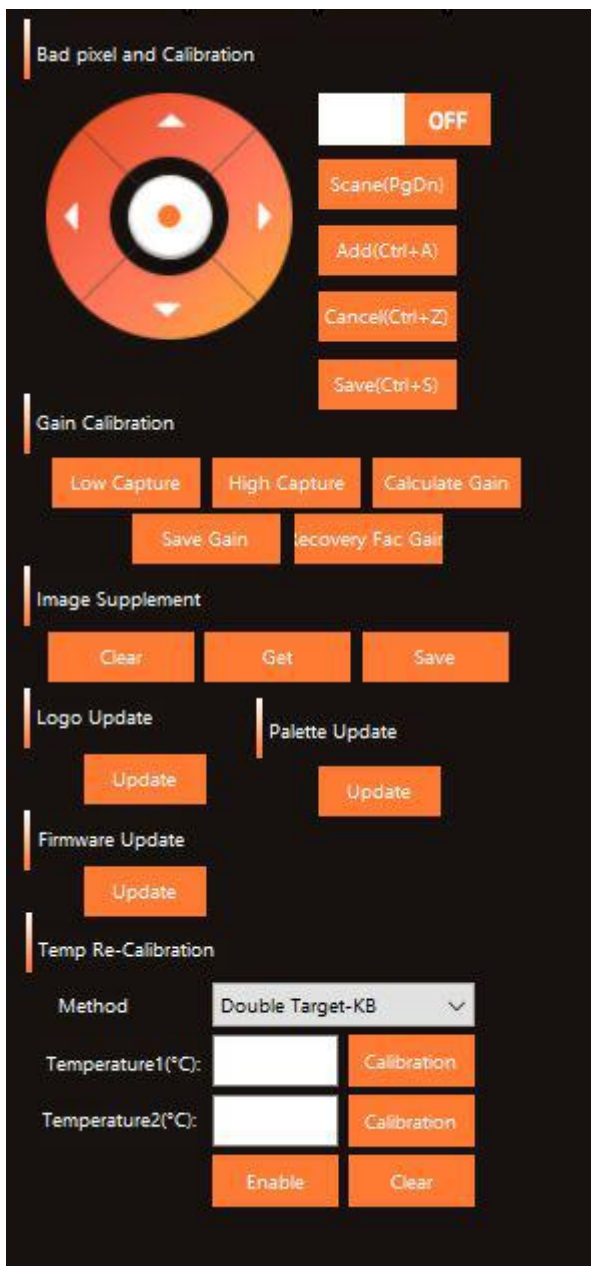 Bad pixel and Calibration
OFF
Scane(PgDn)
Add(Ctrl+A)
Cancel(Ctrl+Z)
Save(Ctrl+S)
Gain Calibration
Low Capture High Capture Calculate Gain
Save Gain ecovery Fac Gain
Image Supplement
Clear Get Save
Logo Update Palette Update
Update Update
Firmware Update
Update
Temp Re-Calibration
Method Double Target-KB
Temperature1(°C): Calibration
Temperature2(°C): Calibration
Enable Clear